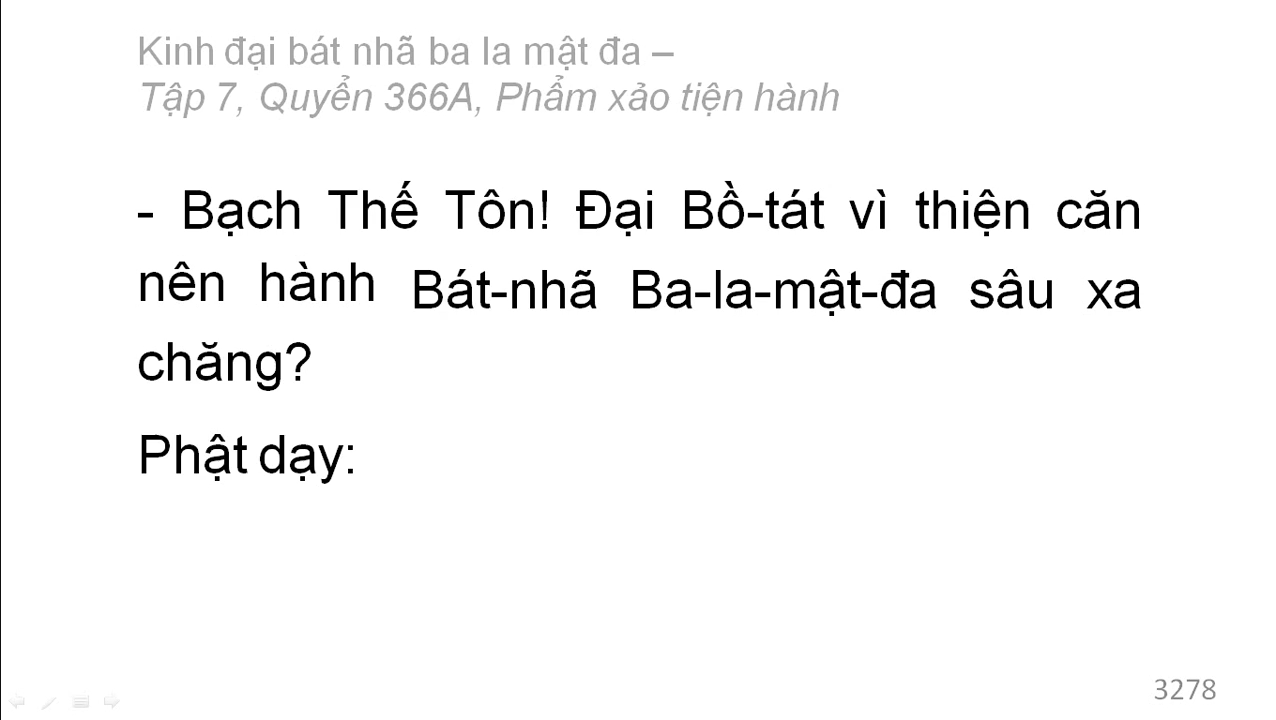 Kinh đại bát nhã ba la mật đa –
Tập 7, Quyển 366A, Phẩm xảo tiện hành
- Bạch Thế Tôn! Đại Bồ-tát vì thiện căn
nên hành Bát-nhã Ba-la-mật-đa sâu xa
chăng?
Phật dạy:
3278